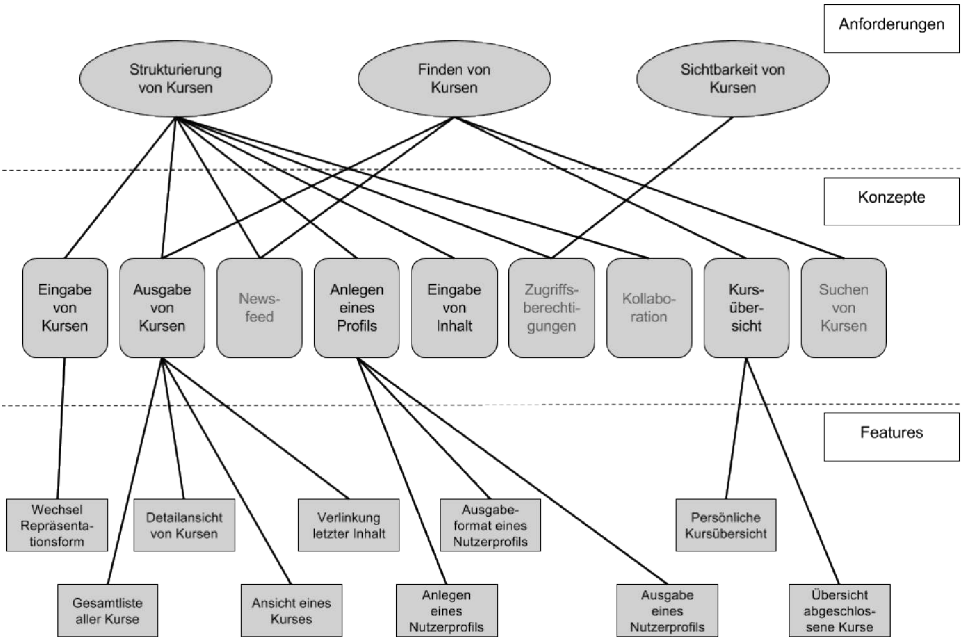 Anforderungen
Strukturierung
von Kursen
Finden von
Kursen
Sichtbarkeit von
Kursen
Konzepte
Eingabe
von
Kursen
Ausgabe
von
Kursen
News-
feed
Anlegen
eines
Profils
Eingabe
von
Inhalt
Zugriffs-
berechti-
gungen
Kollabo-
ration
Kurs-
über-
sicht
Suchen
von
Kursen
Features
Wechsel
Repräsenta-
tionsform
Detailansicht
von Kursen
Verlinkung
letzter Inhalt
Ausgabe-
format eines
Nutzerprofils
Persönliche
Kursübersicht
Gesamtliste
aller Kurse
Ansicht eines
Kurses
Anlegen
eines
Nutzerprofils
Ausgabe
eines
Nutzerprofils
Übersicht
abgeschlos-
sene Kurse